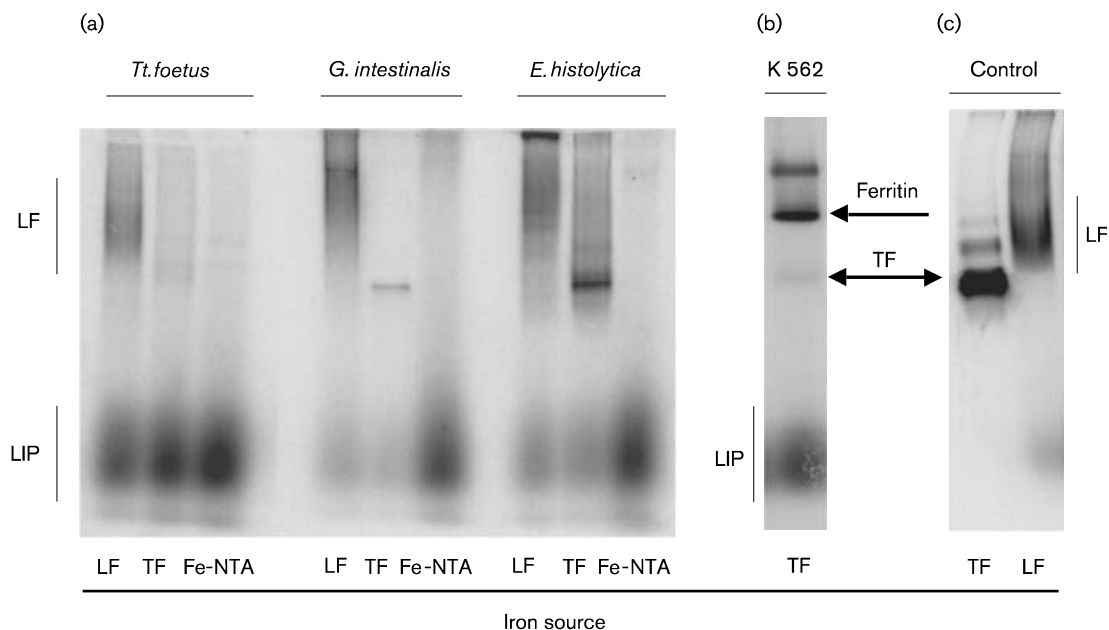 (a)
(b)
(c)
Tt. foetus
G. intestinalis
E. histolytica
K 562
Control
Ferritin
LF
LF
TF
LIP
LIP
LF TF Fe-NTA
LF TF Fe-NTA
LF TF Fe-NTA
TF
TF LF
Iron source